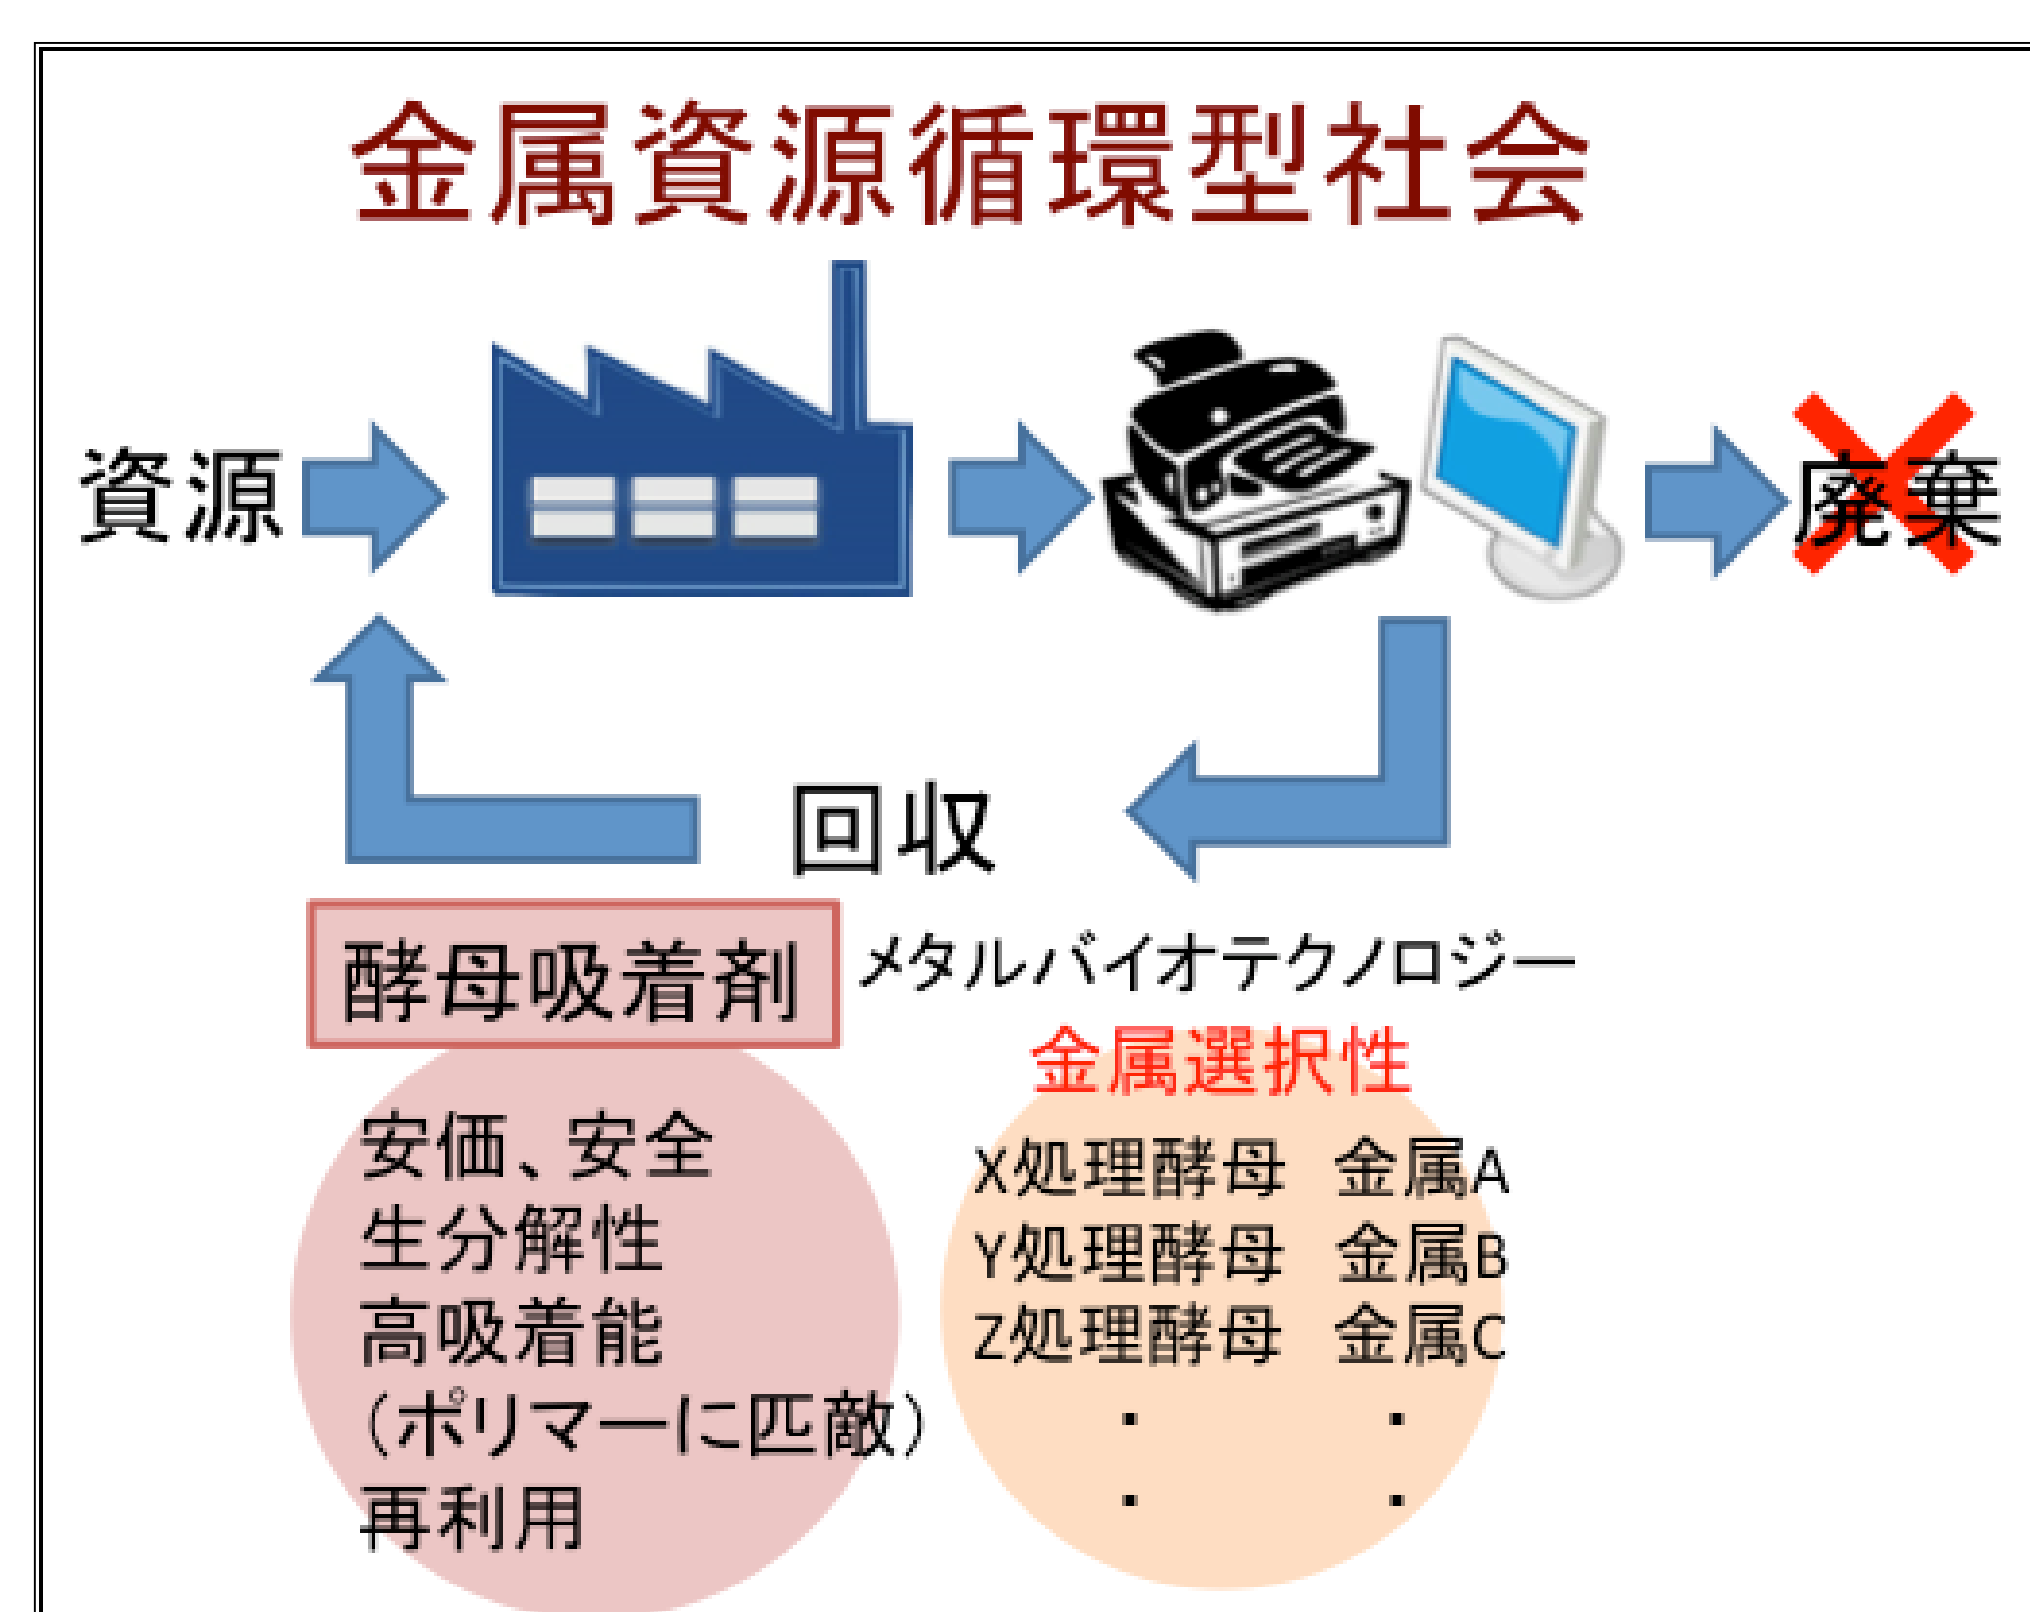 金属資源循環型社会
資源
廃棄
回収
酵母吸着剤
メタルバイオテクノロジー
金属選択性
安価、安全
生分解性
高吸着能
（ポリマーに匹敵）
再利用
X処理酵母　金属A
Y処理酵母　金属B
Z処理酵母　金属C
・　・
・　・